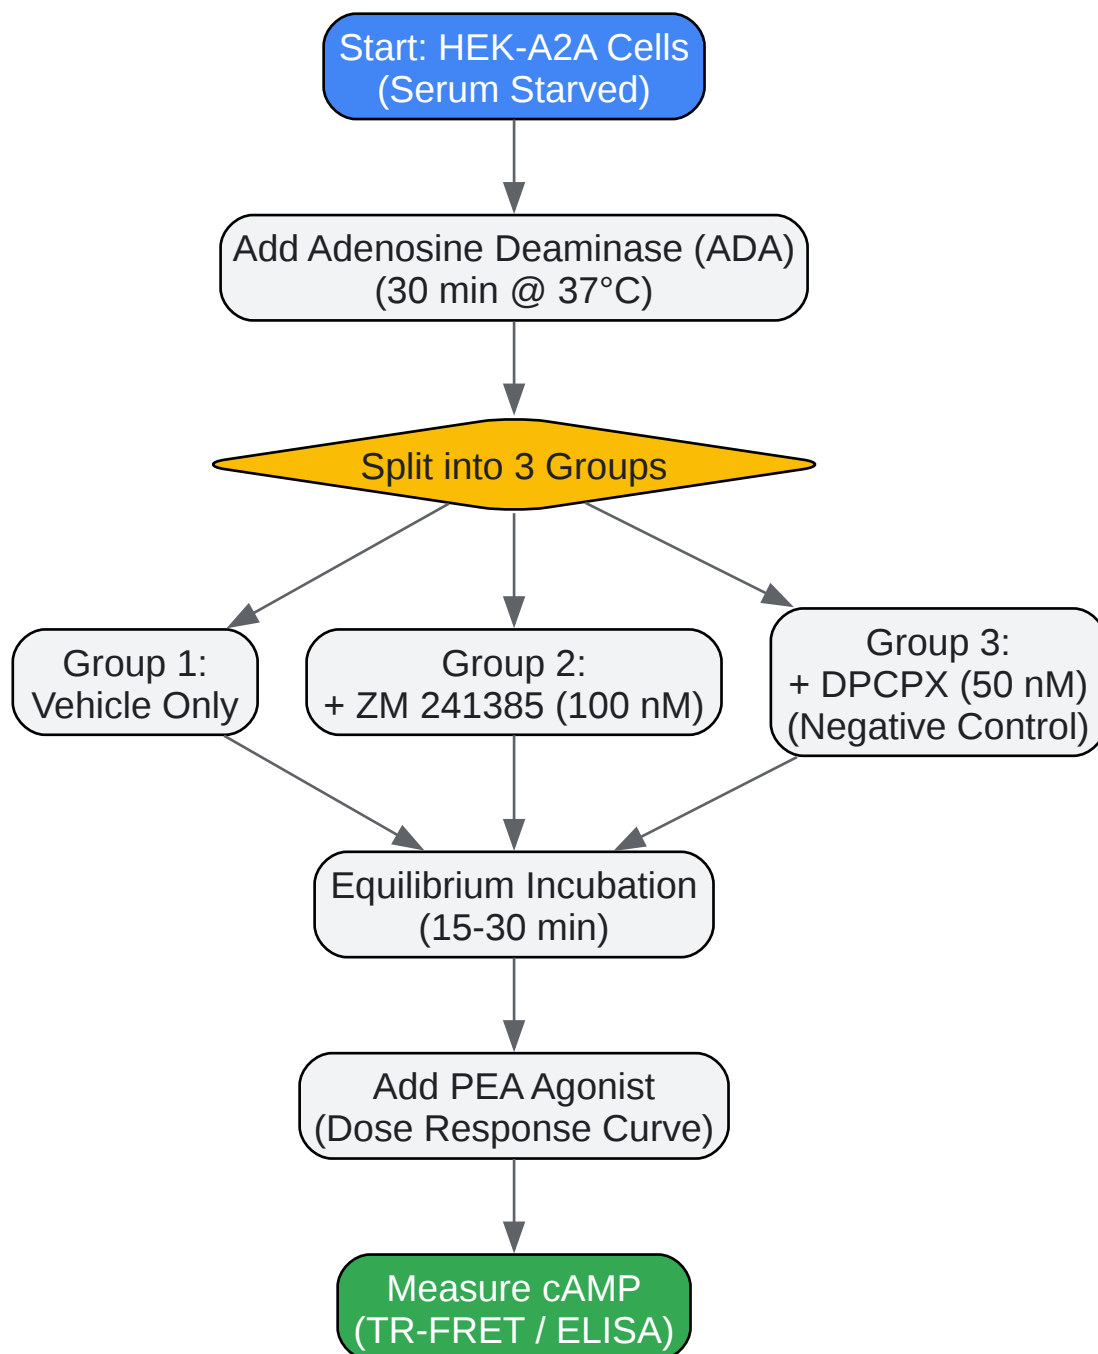 Start: HEK-A2A Cells
(Serum Starved)
Add Adenosine Deaminase (ADA)
(30 min @ 37°C)
Split into 3 Groups
Group 1:
Vehicle Only
Group 2:
+ ZM 241385 (100 nM)
Group 3:
+ DPCPX (50 nM)
(Negative Control)
Equilibrium Incubation
(15-30 min)
Add PEA Agonist
(Dose Response Curve)
Measure cAMP
(TR-FRET / ELISA)